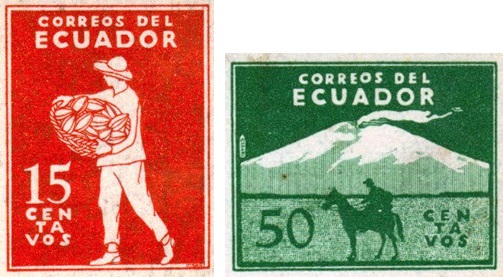 CORREOS DEL
ECUADOR
15
CEN
TA
VOS
CORREOS DEL
ECUADOR
50
CEN
TA
VOS